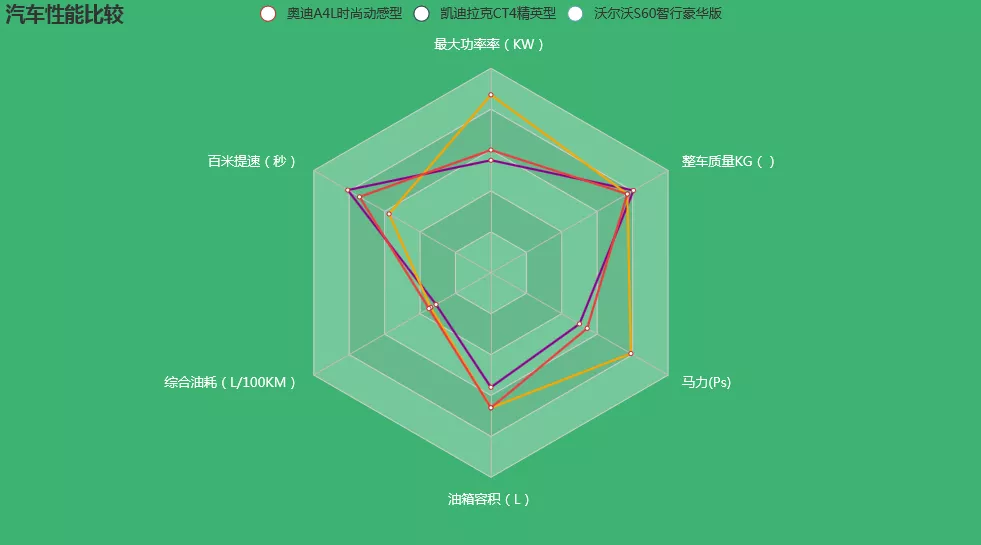 汽车性能比较
奥迪A4L时尚动感型 凯迪拉克CT4精英型 沃尔沃S60智行豪华版
最大功率率（KW）
百米提速（秒）
整车质量KG（）
综合油耗（L/100KM）
马力(Ps)
油箱容积（L）